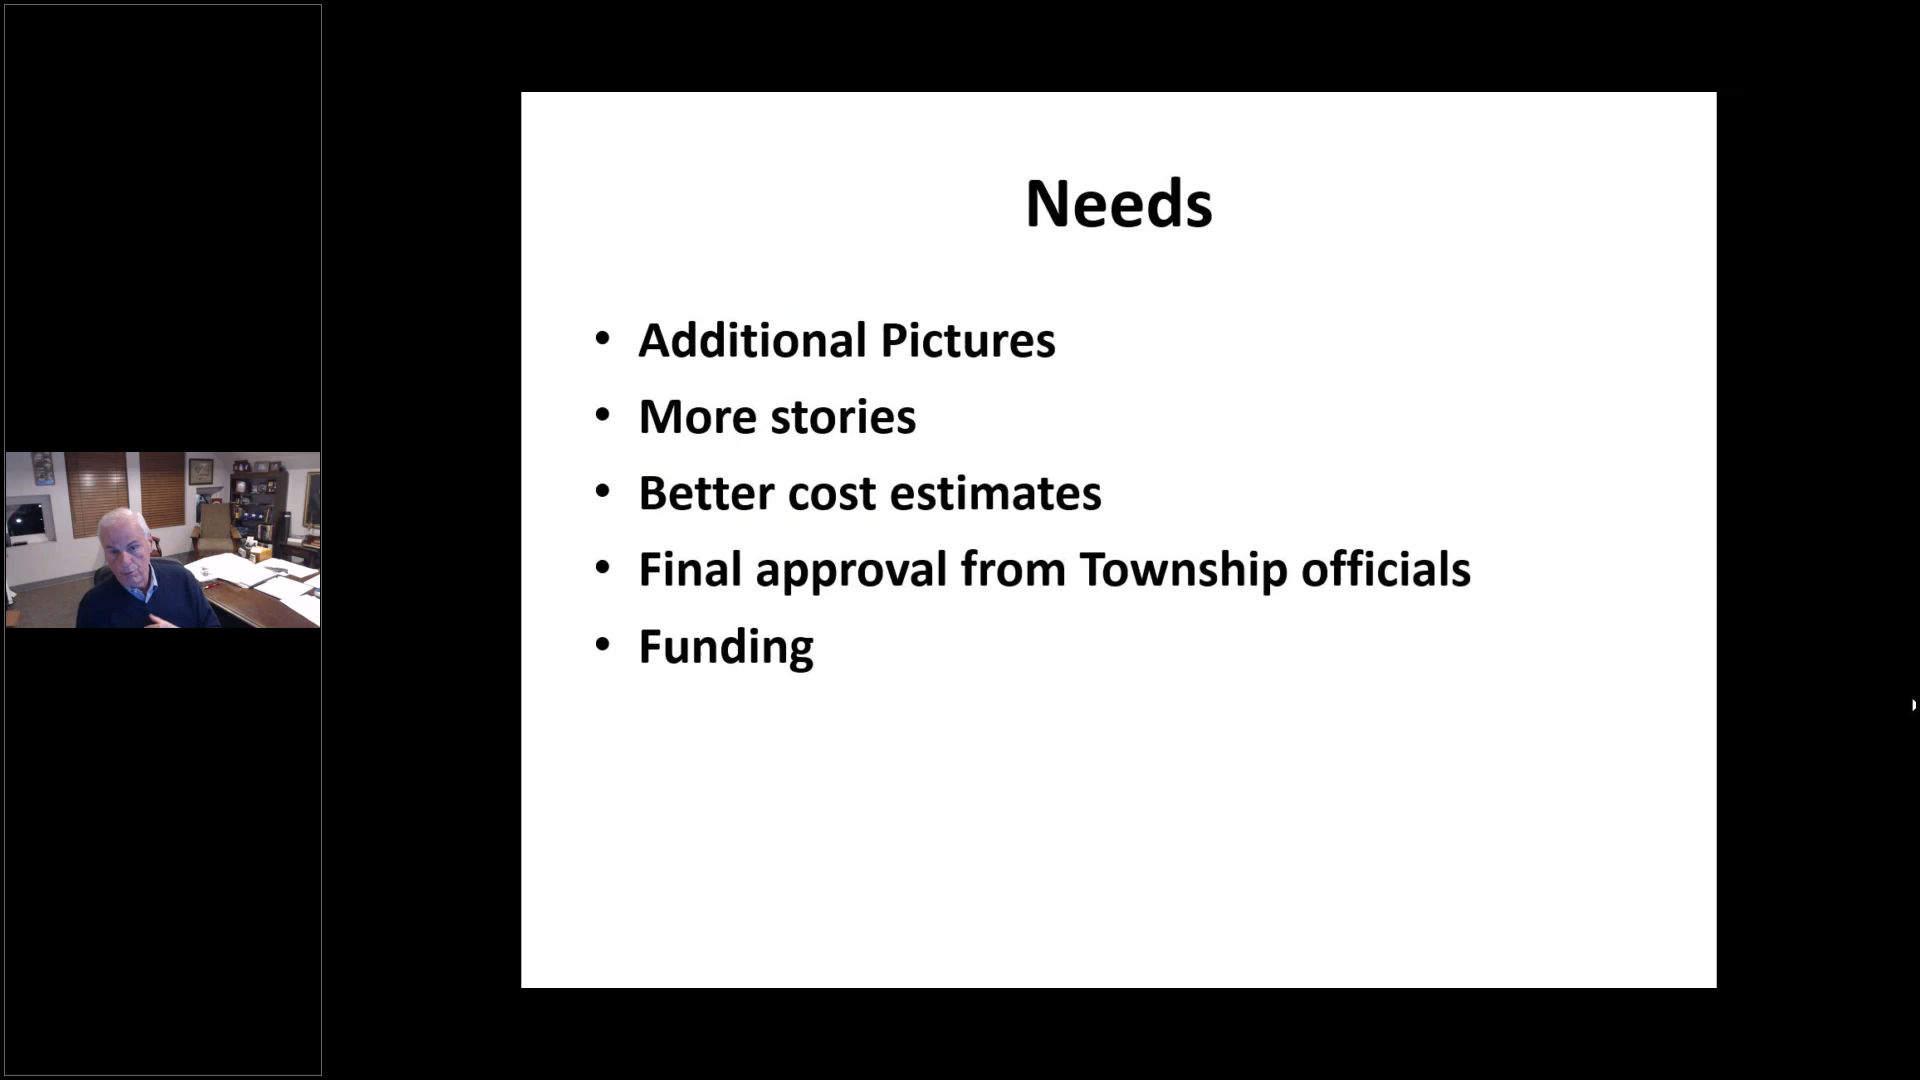 Needs
• Additional Pictures
• More stories
• Better cost estimates
• Final approval from Township officials
• Funding